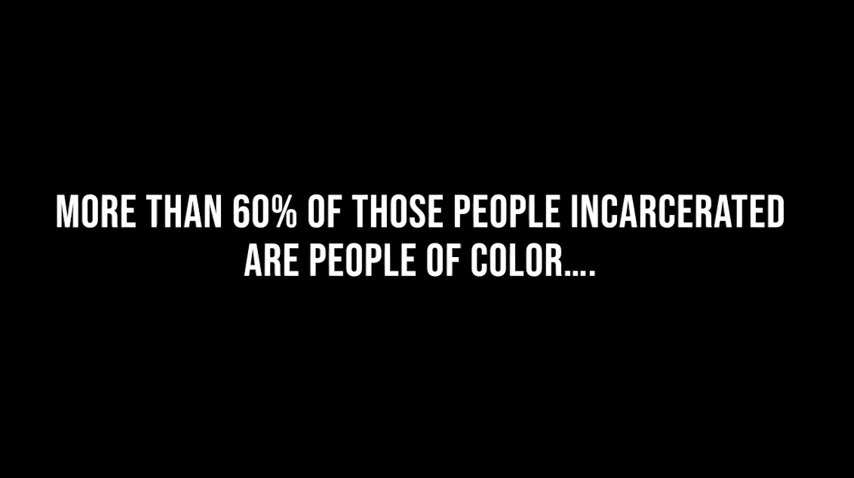 MORE THAN 60% OF THOSE PEOPLE INCARCERATED
ARE PEOPLE OF COLOR....